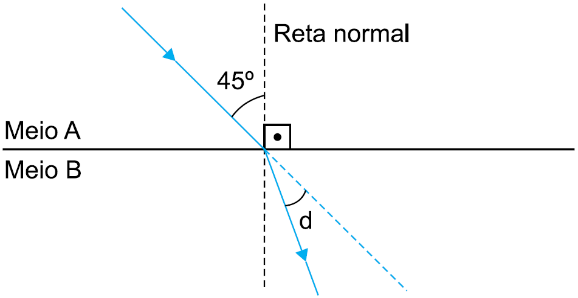 Reta normal
45º
Meio A
Meio B
d